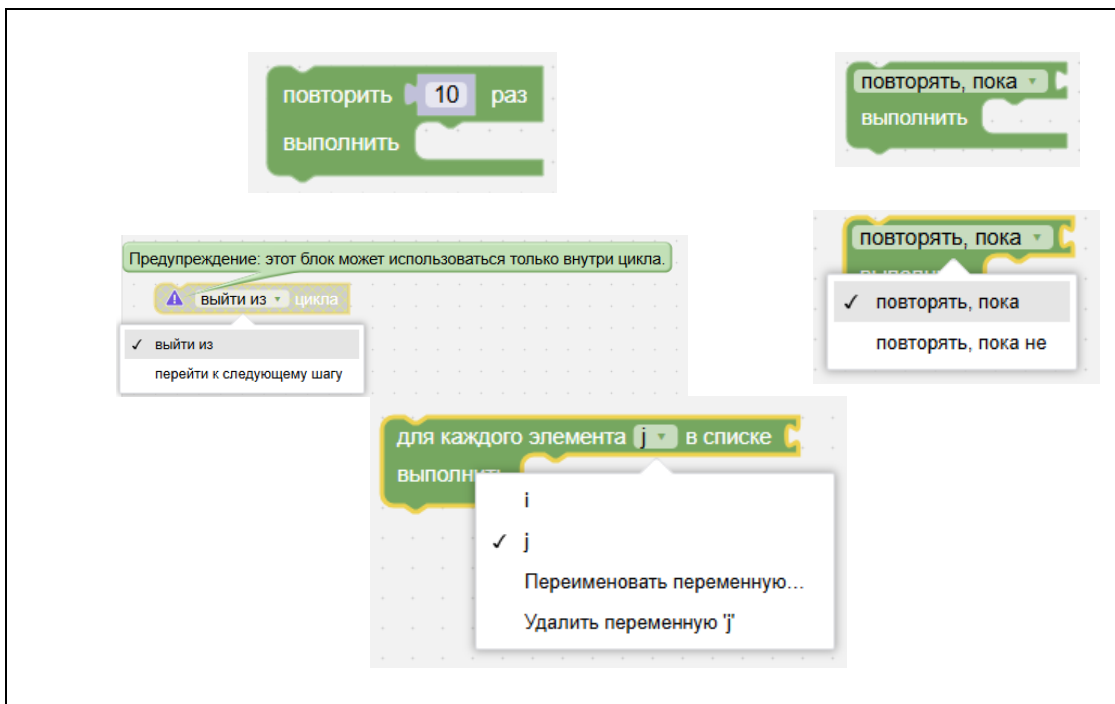 повторить 10 раз
выполнить
повторять, пока
выполнить
повторять, пока
выполнить
✓ повторять, пока
повторять, пока не
Предупреждение: этот блок может использоваться только внутри цикла.
выйти из цикла
✓ выйти из
перейти к следующему шагу
для каждого элемента j в списке
выполнить
i
✓ j
Переименовать переменную...
Удалить переменную 'j'